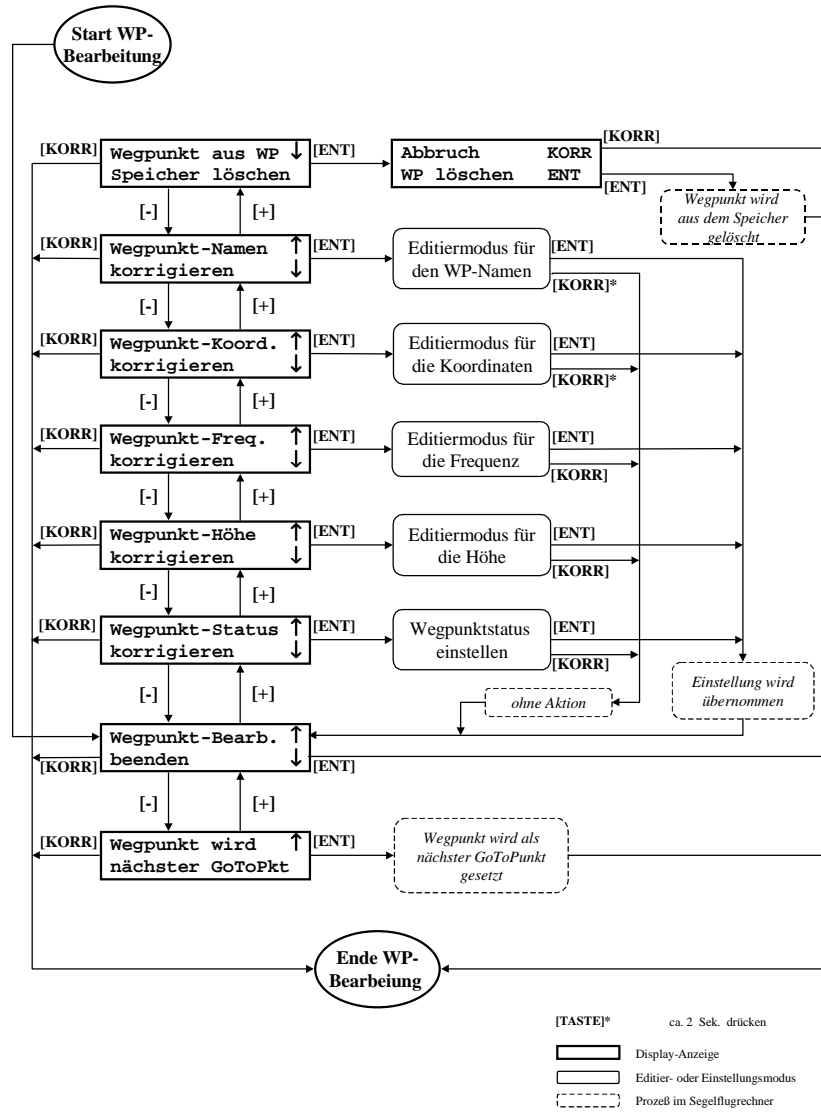 Start WP-
Bearbeitung
[KORR]
Wegpunkt aus WP ↓
Speicher löschen
[ENT]
Abbruch KORR
WP löschen ENT
[KORR]
[ENT]
Wegpunkt wird
aus dem Speicher
gelöscht
[-] [+]
[KORR]
Wegpunkt-Namen ↑
korrigieren ↓
[ENT]
Editiermodus für
den WP-Namen
[ENT]
[KORR]*
[-] [+]
[KORR]
Wegpunkt-Koord. ↑
korrigieren ↓
[ENT]
Editiermodus für
die Koordinaten
[ENT]
[KORR]*
[-] [+]
[KORR]
Wegpunkt-Freq. ↑
korrigieren ↓
[ENT]
Editiermodus für
die Frequenz
[ENT]
[KORR]
[-] [+]
[KORR]
Wegpunkt-Höhe ↑
korrigieren ↓
[ENT]
Editiermodus für
die Höhe
[ENT]
[KORR]
[-] [+]
[KORR]
Wegpunkt-Status ↑
korrigieren ↓
[ENT]
Wegpunktstatus
einstellen
[ENT]
[KORR]
[-] [+]
ohne Aktion
Einstellung wird
übernommen
Wegpunkt-Bearb. ↑
beenden ↓
[KORR]
[ENT]
[-] [+]
[KORR]
Wegpunkt wird ↑
nächster GoToPkt
[ENT]
Wegpunkt wird als
nächster GoToPunkt
gesetzt
Ende WP-
Bearbeiung
[TASTE]* ca. 2 Sek. drücken
Display-Anzeige
Editier- oder Einstellungsmodus
Prozeß im Segelflugrechner